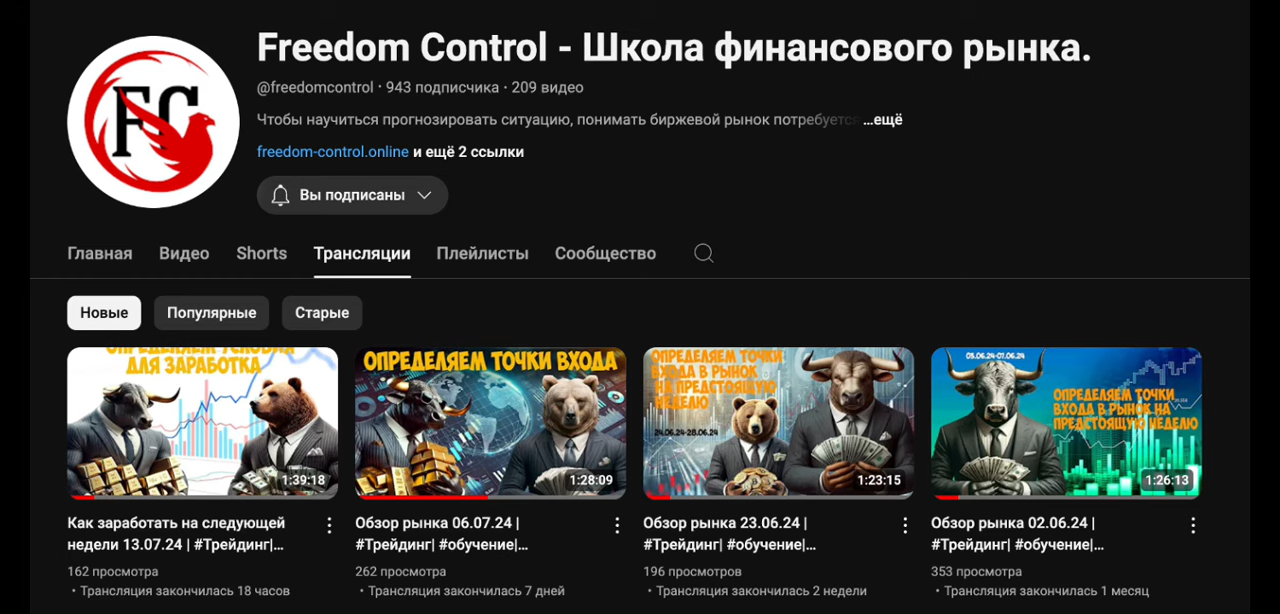 Freedom Control - Школа финансового рынка.
@freedomcontrol · 943 подписчика · 209 видео
Чтобы научиться прогнозировать ситуацию, понимать биржевой рынок потребуется ...ещё
freedom-control.online и ещё 2 ссылки
Вы подписаны
FC
Главная Видео Shorts Трансляции Плейлисты Сообщество
Новые Популярные Старые
ОПРЕДЕЛЯЕМ УСЛОВИЯ
ДЛЯ ЗАРАБОТКА
1:39:18
ОПРЕДЕЛЯЕМ ТОЧКИ ВХОДА
1:28:09
ОПРЕДЕЛЯЕМ ТОЧКИ
ВХОДА В РЫНОК
НА ПРЕДСТОЯЩУЮ
НЕДЕЛЮ
24.06.24-28.06.24
1:23:15
03.06.24-07.06.24
ОПРЕДЕЛЯЕМ ТОЧКИ
ВХОДА В РЫНОК НА
ПРЕДСТОЯЩУЮ НЕДЕЛЮ
1:26:13
Как заработать на следующей
недели 13.07.24 | #Трейдинг|...
162 просмотра
• Трансляция закончилась 18 часов
Обзор рынка 06.07.24 |
#Трейдинг| #обучение|...
262 просмотра
• Трансляция закончилась 7 дней
Обзор рынка 23.06.24 |
#Трейдинг| #обучение|...
196 просмотров
• Трансляция закончилась 2 недели
Обзор рынка 02.06.24 |
#Трейдинг| #обучение|...
353 просмотра
• Трансляция закончилась 1 месяц